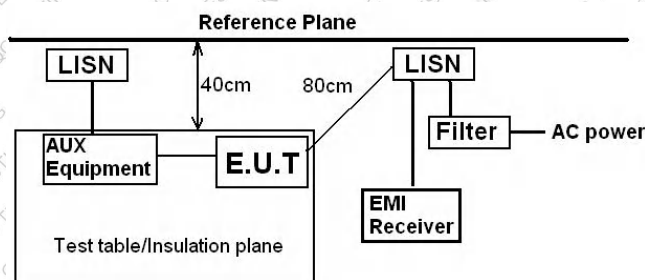 Reference Plane
LISN
40cm
80cm
LISN
AUX
Equipment
E.U.T
Filter
AC power
EMI
Receiver
Test table/Insulation plane